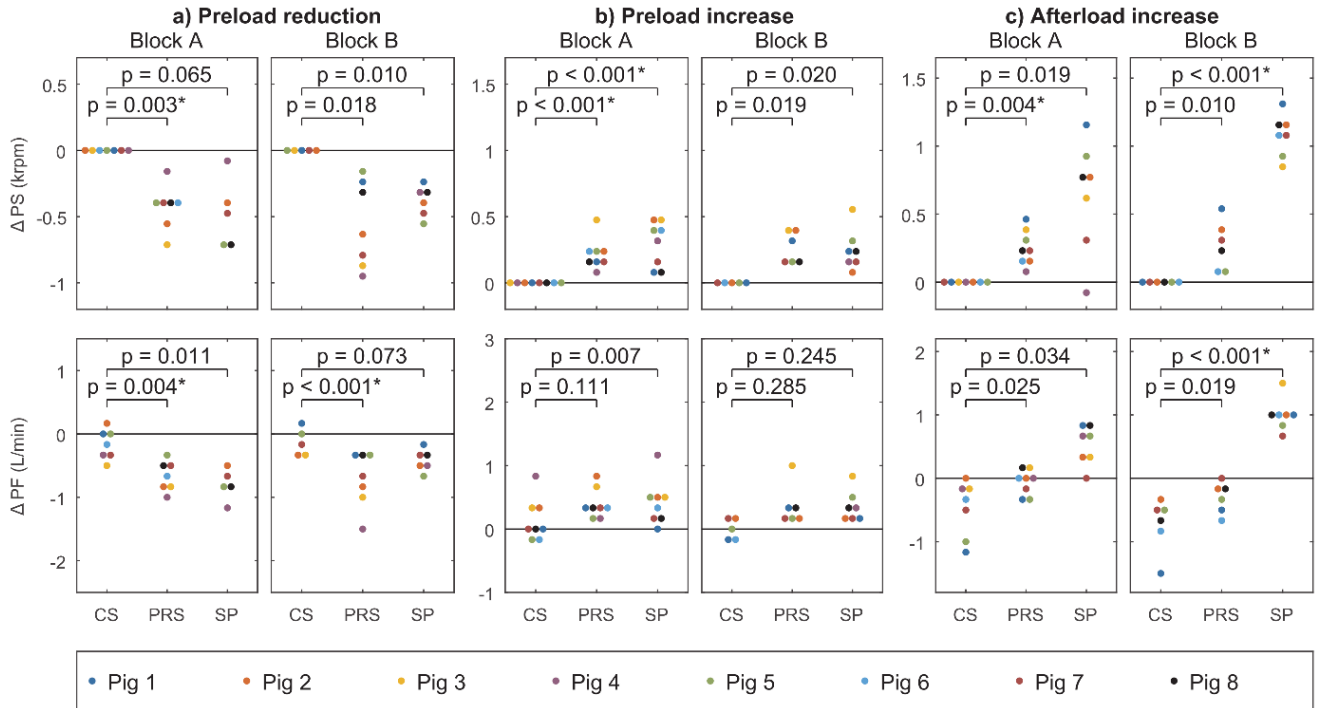 a) Preload reduction
b) Preload increase
c) Afterload increase
Block A
Block B
Block A
Block B
Block A
Block B
Δ PS (krpm)
0.5
0
-0.5
-1
p = 0.065
p = 0.003*
p = 0.010
p = 0.018
1.5
1
0.5
0
p < 0.001*
p < 0.001*
p = 0.020
p = 0.019
1.5
1
0.5
0
p = 0.019
p = 0.004*
p < 0.001*
p = 0.010
Δ PF (L/min)
1
0
-1
-2
p = 0.011
p = 0.004*
p = 0.073
p < 0.001*
3
2
1
0
-1
p = 0.007
p = 0.111
p = 0.245
p = 0.285
2
1
0
-1
p = 0.034
p = 0.025
p < 0.001*
p = 0.019
CS PRS SP
CS PRS SP
CS PRS SP
CS PRS SP
CS PRS SP
CS PRS SP
Pig 1 Pig 2 Pig 3 Pig 4 Pig 5 Pig 6 Pig 7 Pig 8